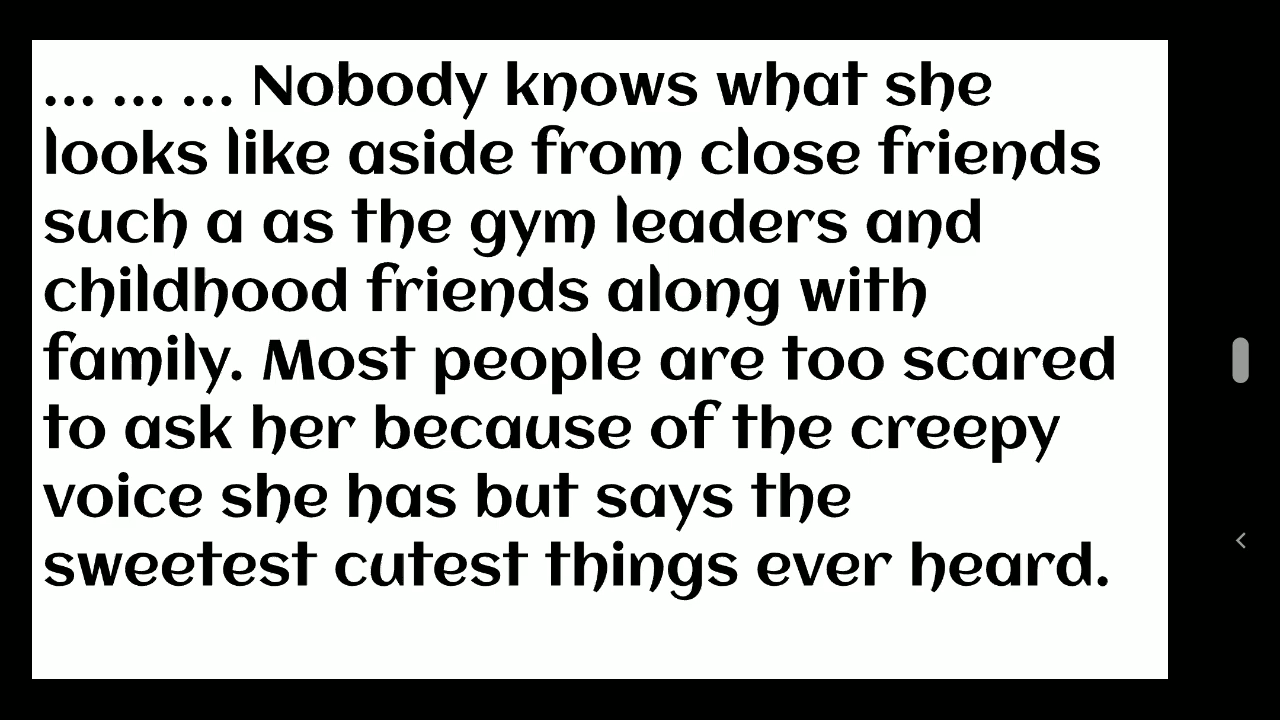 ... ... ... Nobody knows what she
looks like aside from close friends
such a as the gym leaders and
childhood friends along with
family. Most people are too scared
to ask her because of the creepy
voice she has but says the
sweetest cutest things ever heard.